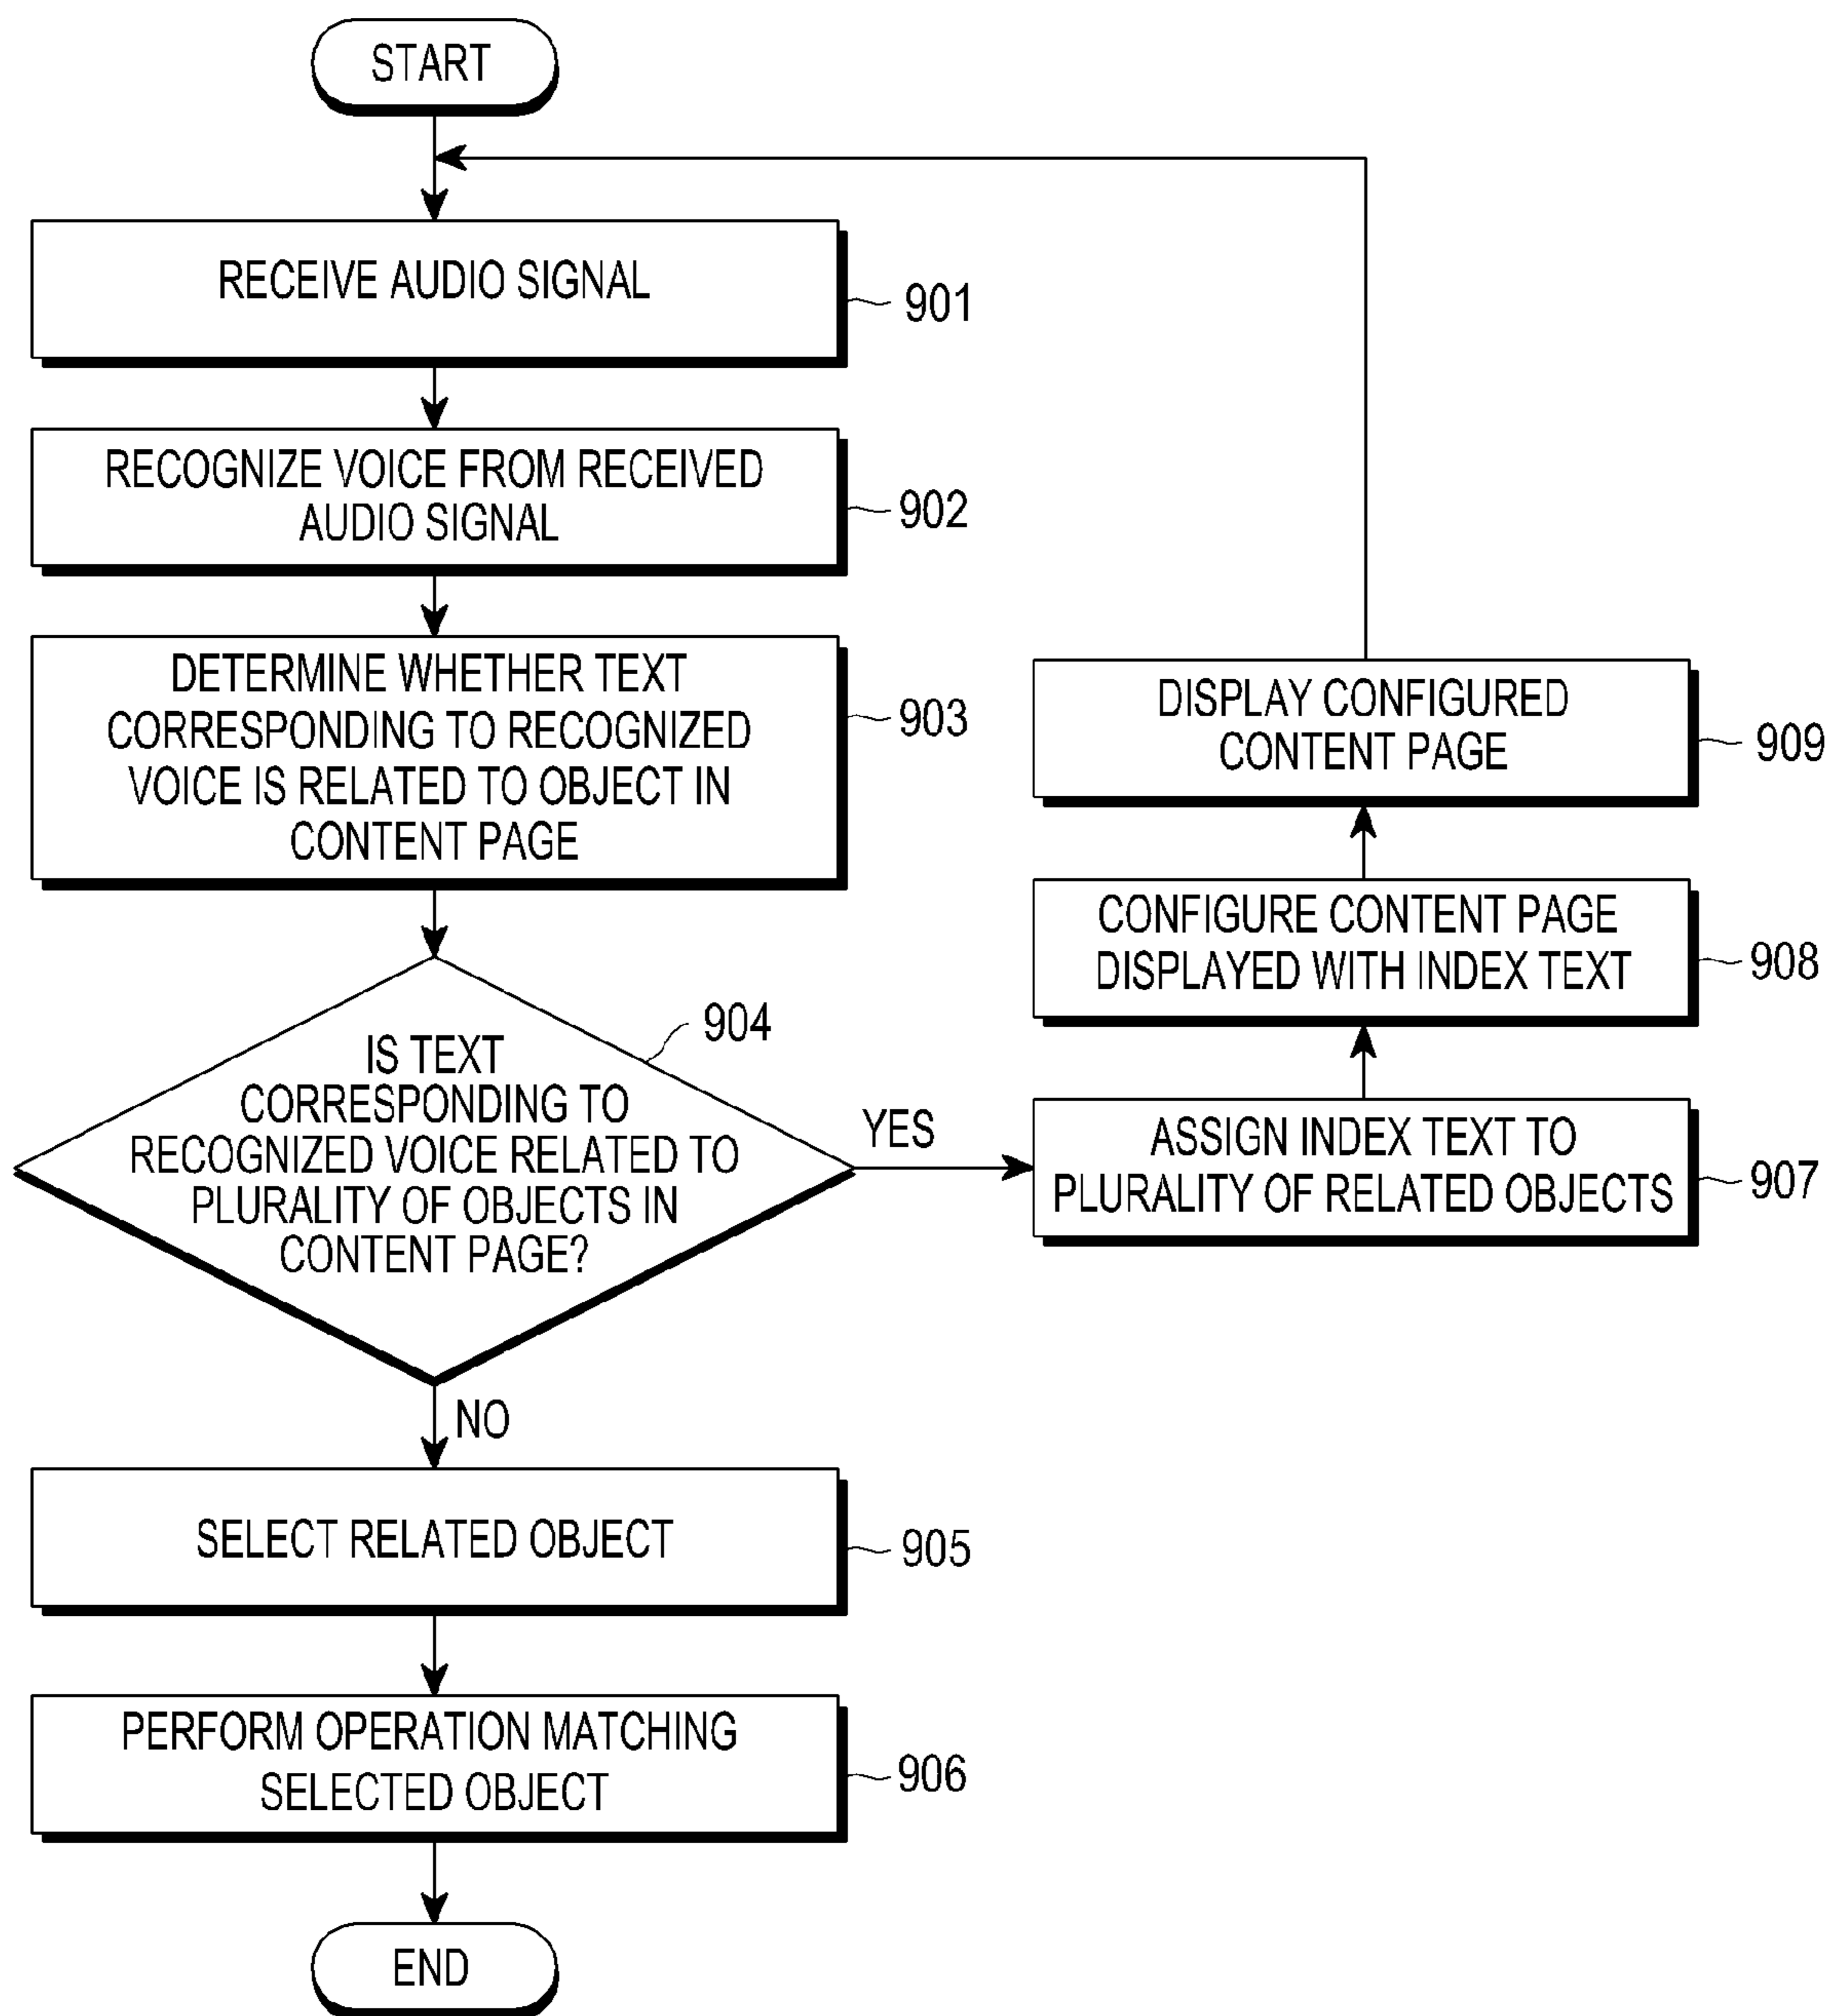 START
RECEIVE AUDIO SIGNAL
901
RECOGNIZE VOICE FROM RECEIVED
AUDIO SIGNAL
902
DETERMINE WHETHER TEXT
CORRESPONDING TO RECOGNIZED
VOICE IS RELATED TO OBJECT IN
CONTENT PAGE
903
IS TEXT
CORRESPONDING TO
RECOGNIZED VOICE RELATED TO
PLURALITY OF OBJECTS IN
CONTENT PAGE?
904
YES
NO
SELECT RELATED OBJECT
905
PERFORM OPERATION MATCHING
SELECTED OBJECT
906
END
DISPLAY CONFIGURED
CONTENT PAGE
909
CONFIGURE CONTENT PAGE
DISPLAYED WITH INDEX TEXT
908
ASSIGN INDEX TEXT TO
PLURALITY OF RELATED OBJECTS
907